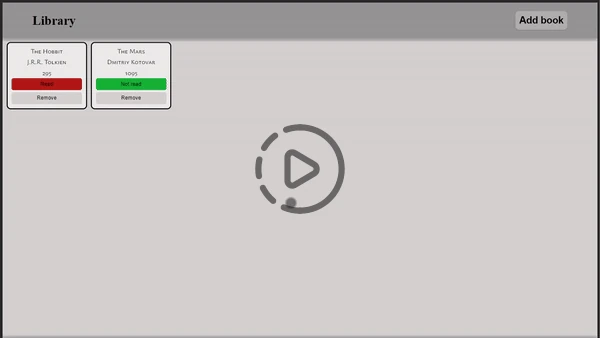 Library
Add book
The Hobbit
J.R.R. Tolkien
295
Read
Remove
The Mars
Dmitriy Kotovar
1095
Not read
Remove